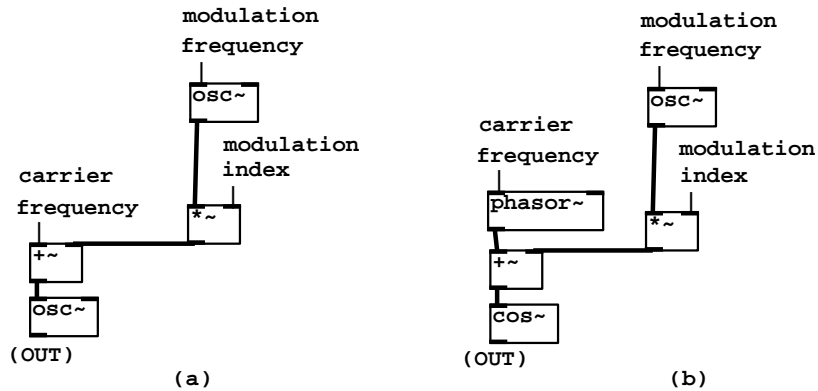 modulation
frequency
osc~
modulation
index
carrier
frequency
*~
+~
osc~
(OUT)
(a)
modulation
frequency
osc~
carrier
frequency
modulation
index
phasor~
*~
+~
cos~
(OUT)
(b)